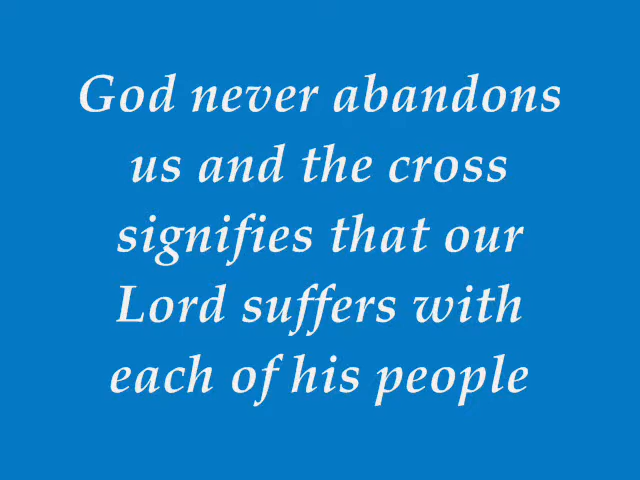 God never abandons
us and the cross
signifies that our
Lord suffers with
each of his people